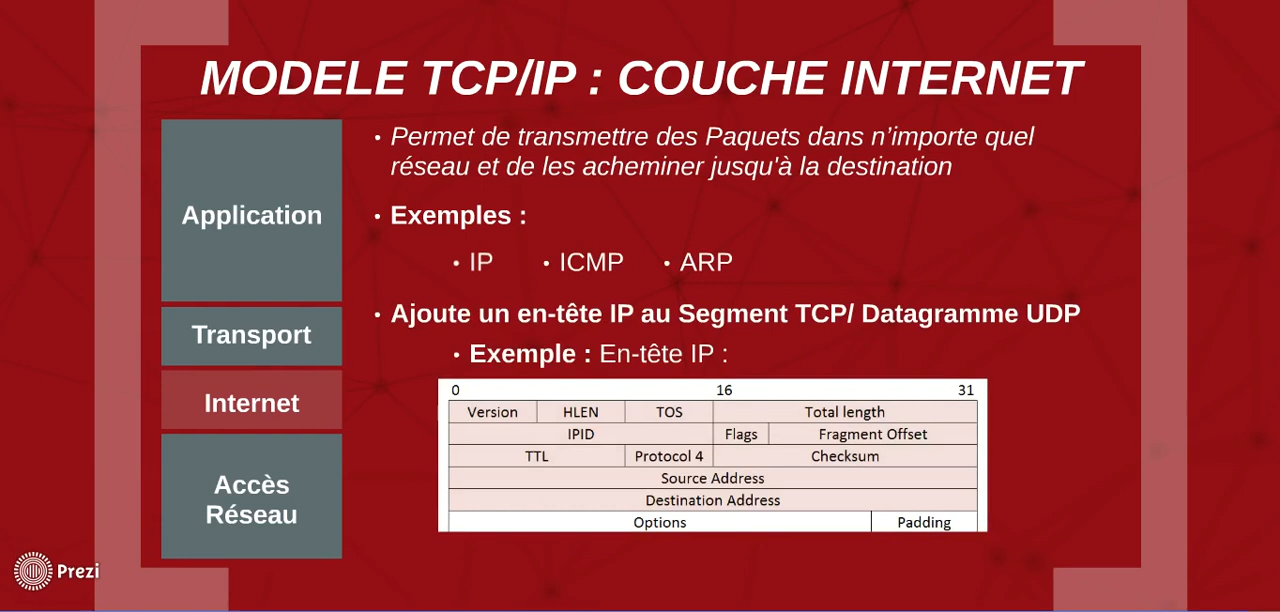 MODELE TCP/IP : COUCHE INTERNET
Application
Transport
Internet
Accès
Réseau
• Permet de transmettre des Paquets dans n’importe quel
réseau et de les acheminer jusqu'à la destination
• Exemples :
• IP • ICMP • ARP
• Ajoute un en-tête IP au Segment TCP/ Datagramme UDP
• Exemple : En-tête IP :
0 16 31
Version HLEN TOS Total length
IPID Flags Fragment Offset
TTL Protocol 4 Checksum
Source Address
Destination Address
Options Padding
Prezi